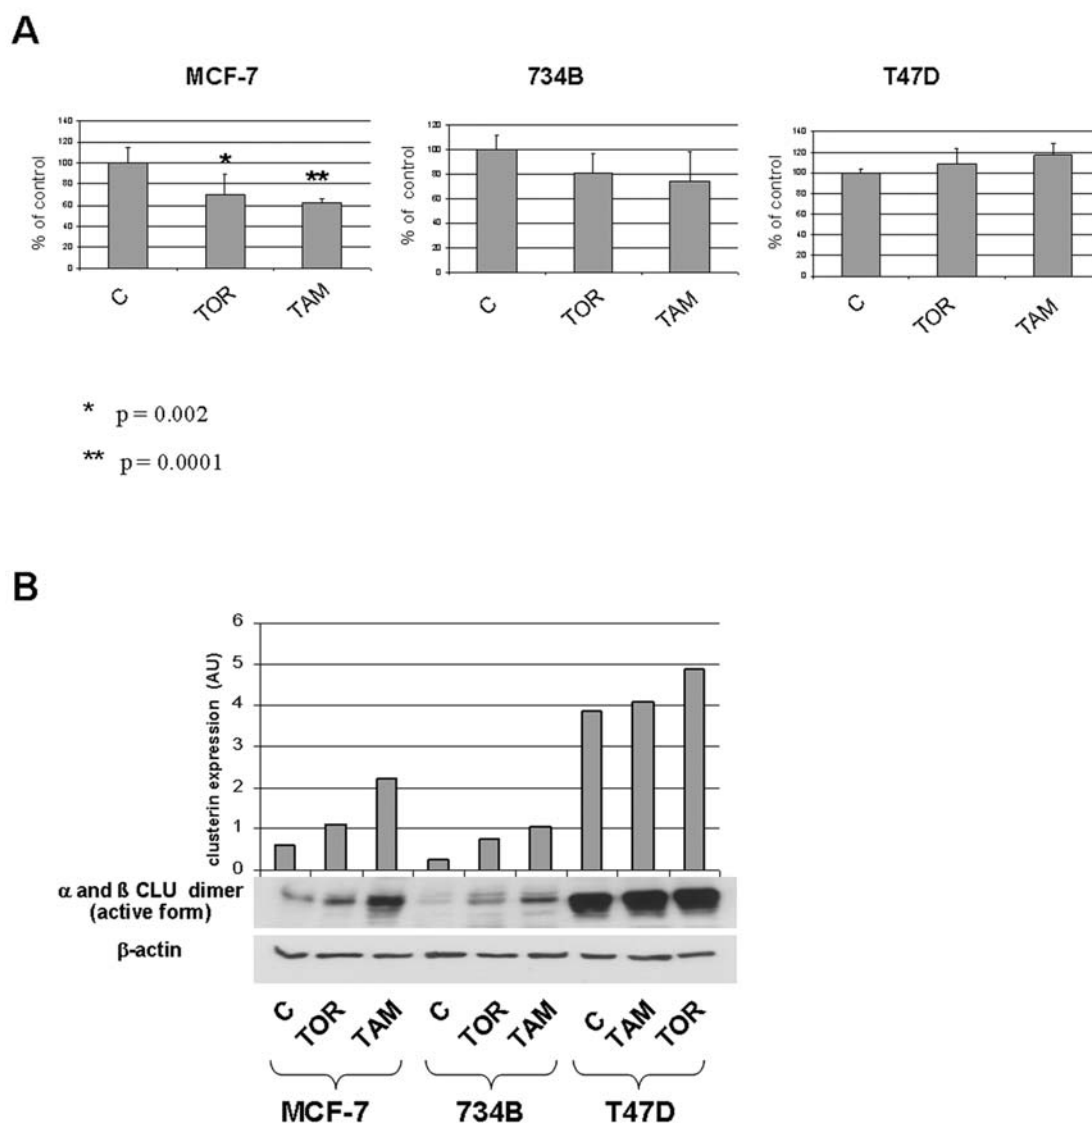 A
MCF-7
734B
T47D
% of control
140
120
100
80
60
40
20
0
*
**
C
TOR
TAM
% of control
120
100
80
60
40
20
0
C
TOR
TAM
% of control
140
120
100
80
60
40
20
0
C
TOR
TAM
* p = 0.002
** p = 0.0001
B
clusterin expression (AU)
6
5
4
3
2
1
0
α and ß CLU dimer
(active form)
β-actin
C
TOR
TAM
C
TOR
TAM
C
TAM
TOR
MCF-7
734B
T47D